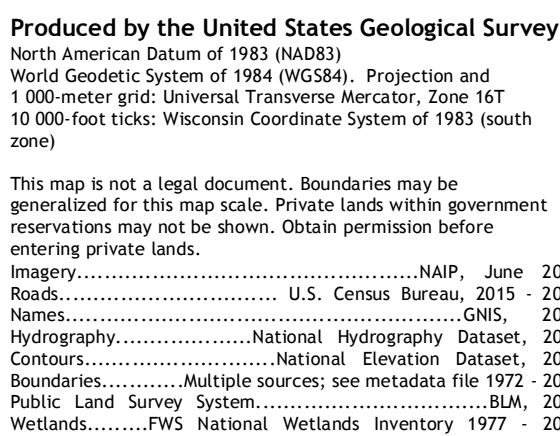 Produced by the United States Geological Survey
North American Datum of 1983 (NAD83)
World Geodetic System of 1984 (WGS84). Projection and
1 000-meter grid: Universal Transverse Mercator, Zone 16T
10 000-foot ticks: Wisconsin Coordinate System of 1983 (south
zone)
This map is not a legal document. Boundaries may be
generalized for this map scale. Private lands within government
reservations may not be shown. Obtain permission before
entering private lands.
Imagery.............................................NAIP, June 20
Roads............................ U.S. Census Bureau, 2015 - 20
Names....................................................GNIS, 20
Hydrography..................National Hydrography Dataset, 20
Contours.........................National Elevation Dataset, 20
Boundaries...........Multiple sources; see metadata file 1972 - 20
Public Land Survey System...............................BLM, 20
Wetlands.........FWS National Wetlands Inventory 1977 - 20